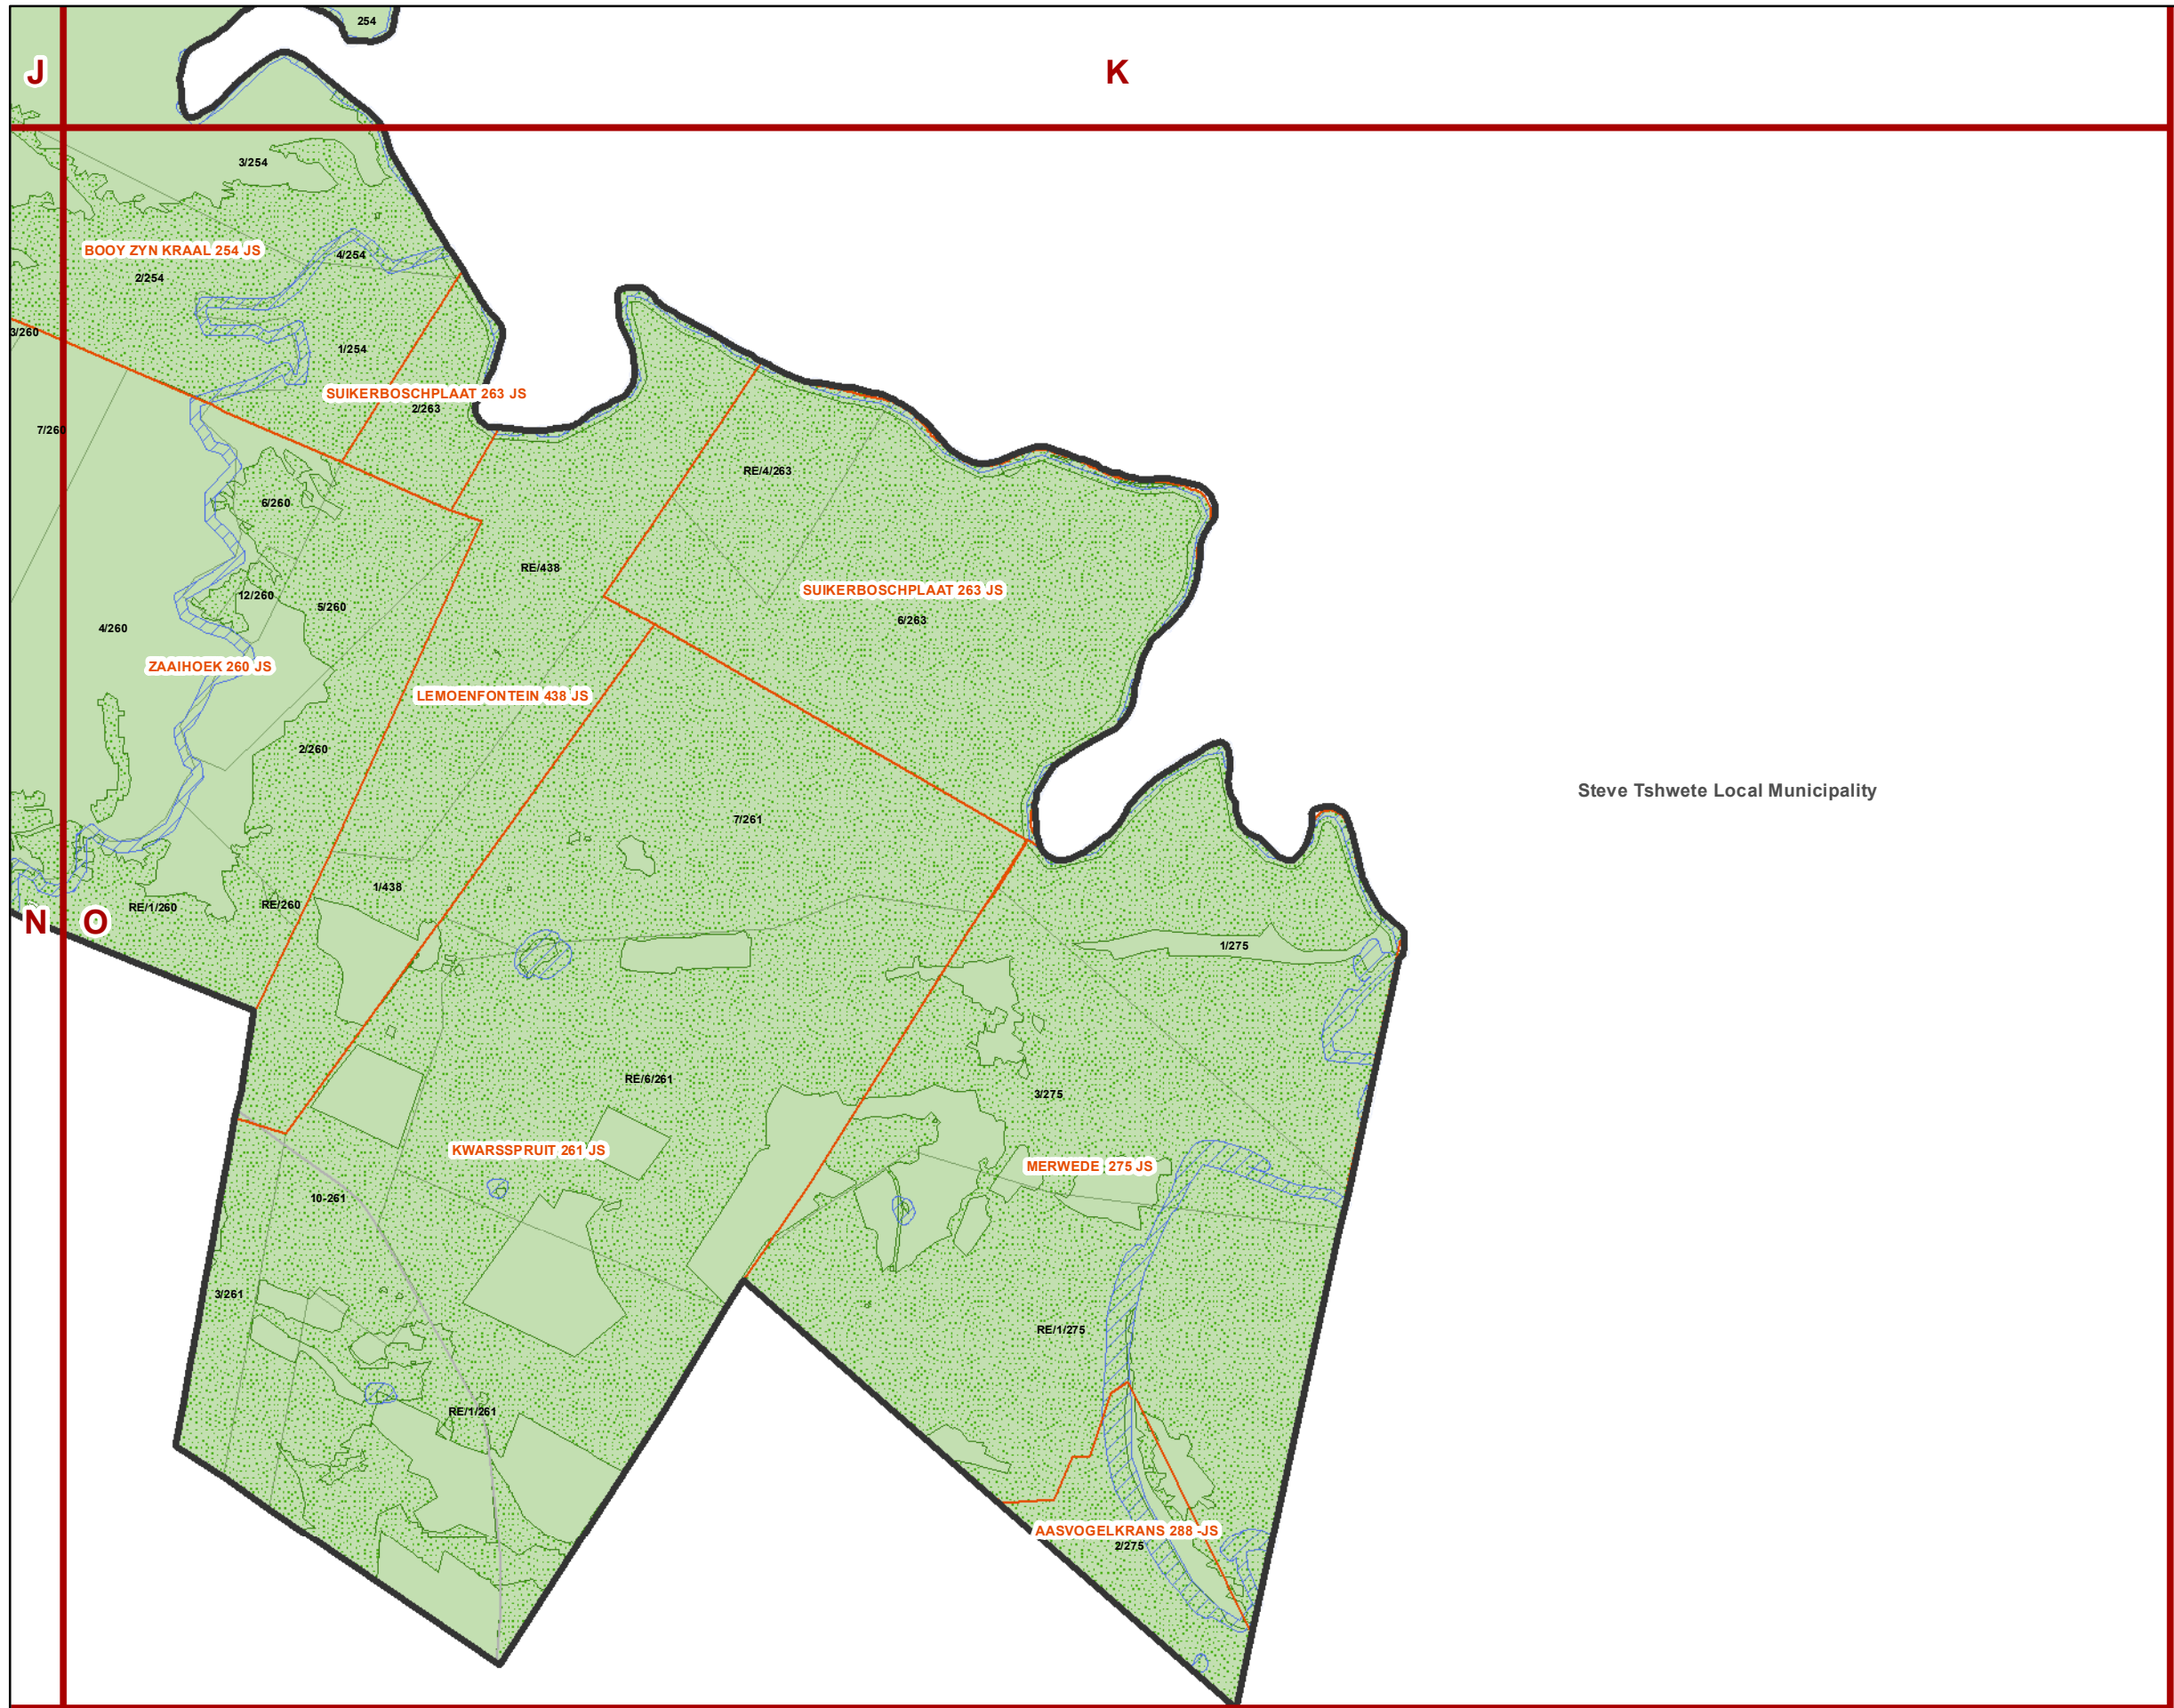 254
J
K
3/254
BOOY ZYN KRAAL 254 JS
4/254
2/254
3/260
1/254
SUIKERBOSCHPLAAT 263 JS
2/263
7/260
RE/4/263
6/260
RE/438
12/260
5/260
SUIKERBOSCHPLAAT 263 JS
6/263
4/260
ZAAIHOEK 260 JS
LEMOENFONTEIN 438 JS
2/260
Steve Tshwete Local Municipality
7/261
1/438
RE/1/260
RE/260
N
O
1/275
RE/6/261
3/275
KWARSSPRUIT 261 JS
MERWEDE 275 JS
10-261
3/261
RE/1/275
RE/1/261
AASVOGELKRANS 288 -JS
2/275